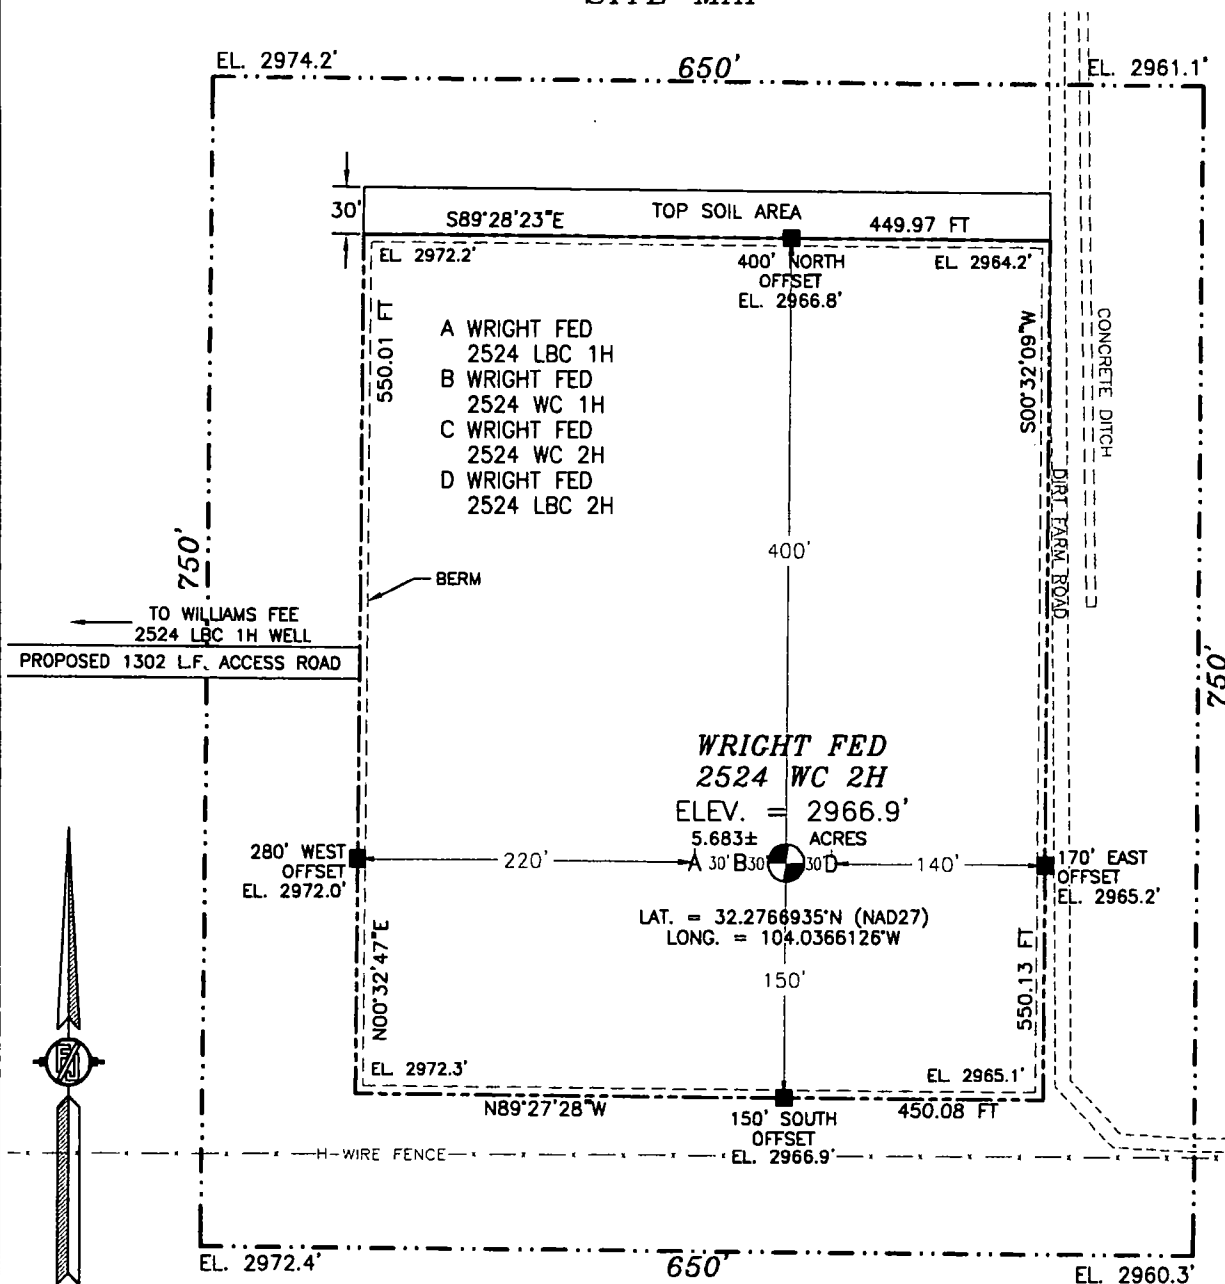 EL. 2974.2'
650'
EL. 2961.1'
30'
S89°28'23"E
TOP SOIL AREA
449.97 FT
EL. 2972.2'
400' NORTH
OFFSET
EL. 2966.8'
EL. 2964.2'
550.01 FT
A WRIGHT FED
2524 LBC 1H
B WRIGHT FED
2524 WC 1H
C WRIGHT FED
2524 WC 2H
D WRIGHT FED
2524 LBC 2H
S00°32'09"W
CONCRETE DITCH
DIRT FARM ROAD
750'
400'
BERM
TO WILLIAMS FEE
2524 LBC 1H WELL
PROPOSED 1302 L.F. ACCESS ROAD
750'
WRIGHT FED
2524 WC 2H
ELEV. = 2966.9'
5.683± ACRES
280' WEST
OFFSET
EL. 2972.0'
220'
A 30' B 30' 30' D
140'
170' EAST
OFFSET
EL. 2965.2'
LAT. = 32.2766935°N (NAD27)
LONG. = 104.0366126°W
N00°32'47"E
150'
550.13 FT
EL. 2972.3'
EL. 2965.1'
N89°27'28"W
450.08 FT
150' SOUTH
OFFSET
EL. 2966.9'
H-WIRE FENCE
EL. 2972.4'
650'
EL. 2960.3'